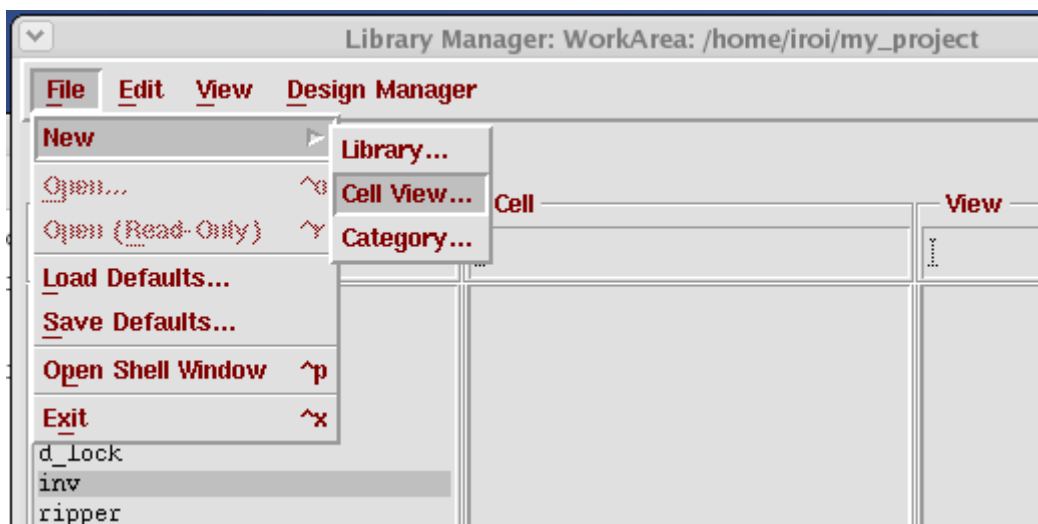 Library Manager: WorkArea: /home/iroi/my_project
File Edit View Design Manager
New
Library...
Open... ^o
Cell View...
Cell
View
Open (Read-Only) ^r
Category...
Load Defaults...
Save Defaults...
Open Shell Window ^p
Exit ^x
d_lock
inv
ripper